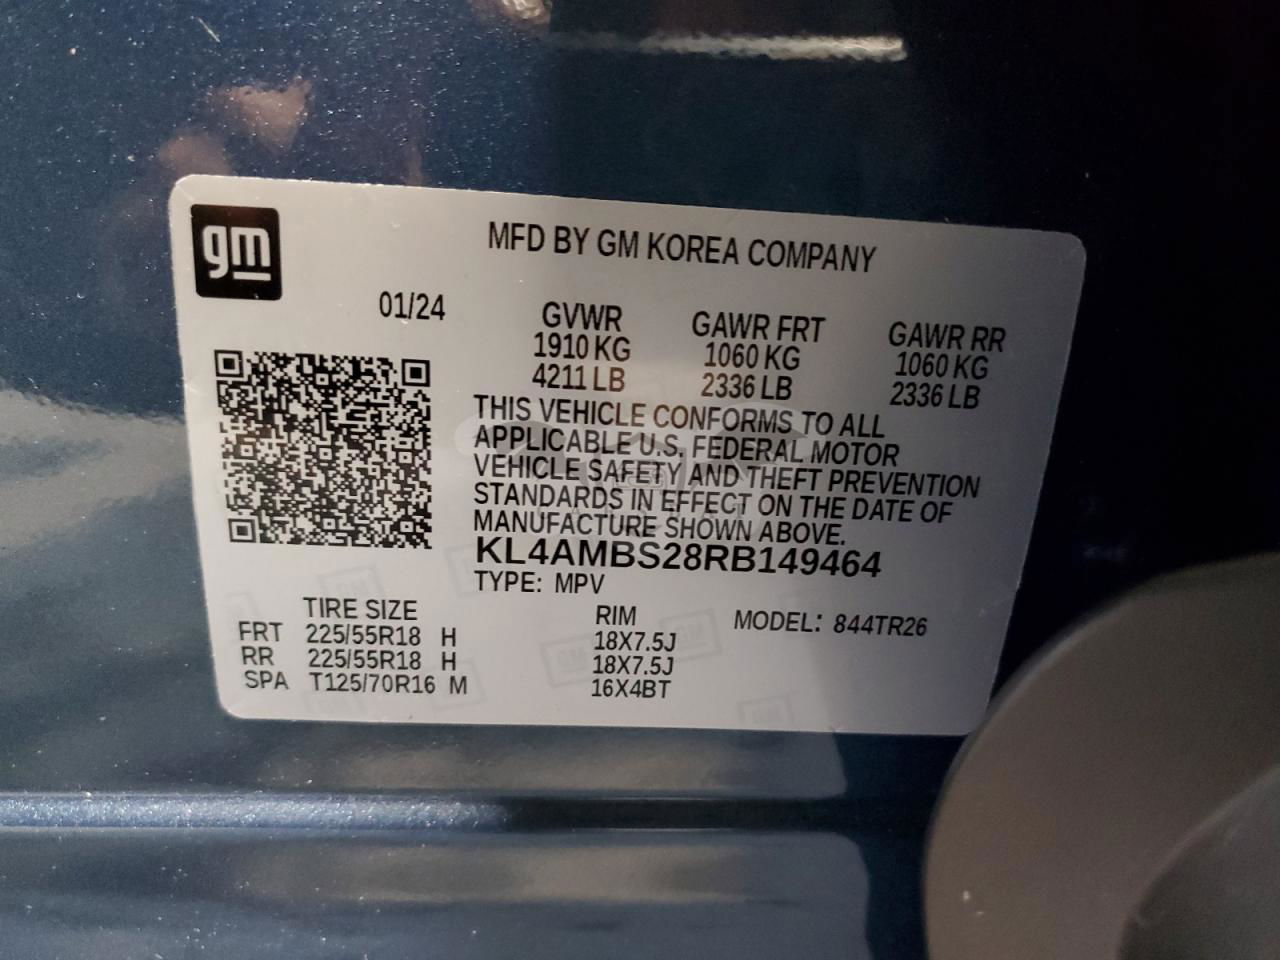 gm
MFD BY GM KOREA COMPANY
01/24
GVWR GAWR FRT GAWR RR
1910 KG 1060 KG 1060 KG
4211 LB 2336 LB 2336 LB
THIS VEHICLE CONFORMS TO ALL
APPLICABLE U.S. FEDERAL MOTOR
VEHICLE SAFETY AND THEFT PREVENTION
STANDARDS IN EFFECT ON THE DATE OF
MANUFACTURE SHOWN ABOVE.
KL4AMBS28RB149464
TYPE: MPV
TIRE SIZE RIM MODEL: 844TR26
FRT 225/55R18 H 18X7.5J
RR 225/55R18 H 18X7.5J
SPA T125/70R16 M 16X4BT